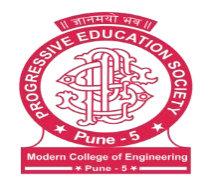 ॥ ज्ञानमयो भव ॥
PROGRESSIVE EDUCATION SOCIETY
★ Pune - 5 ★
Modern College of Engineering
★ Pune - 5 ★